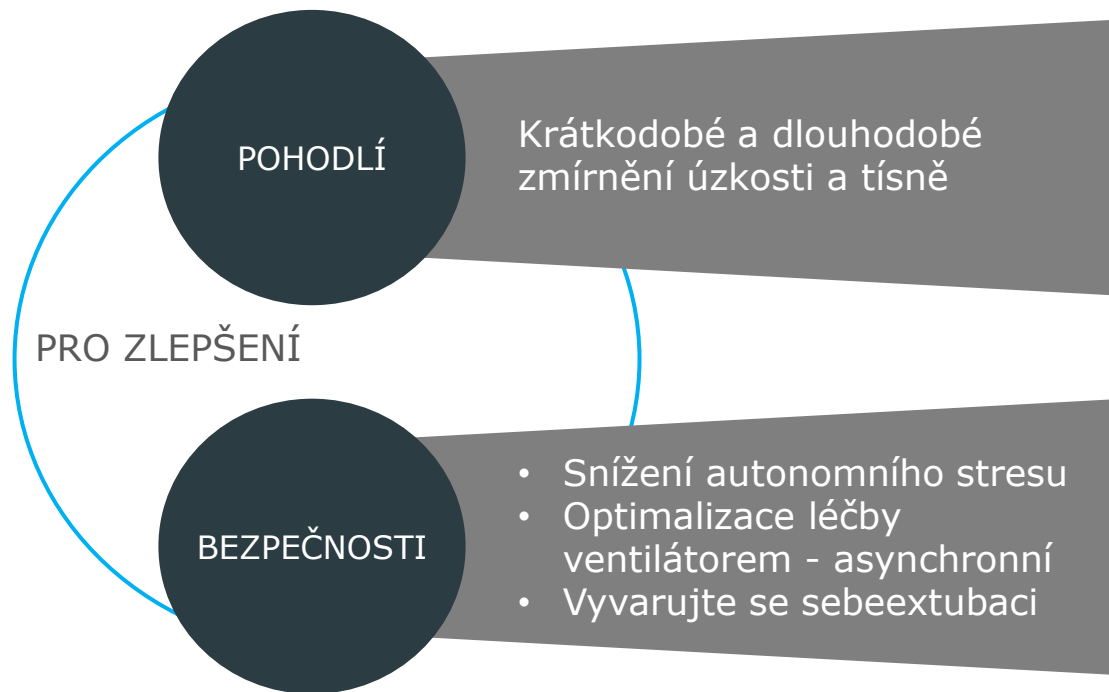 POHODLÍ
Krátkodobé a dlouhodobé
zmírnění úzkosti a tísně
PRO ZLEPŠENÍ
BEZPEČNOSTI
• Snížení autonomního stresu
• Optimalizace léčby
ventilátorem - asynchronní
• Vyvarujte se sebeextubaci